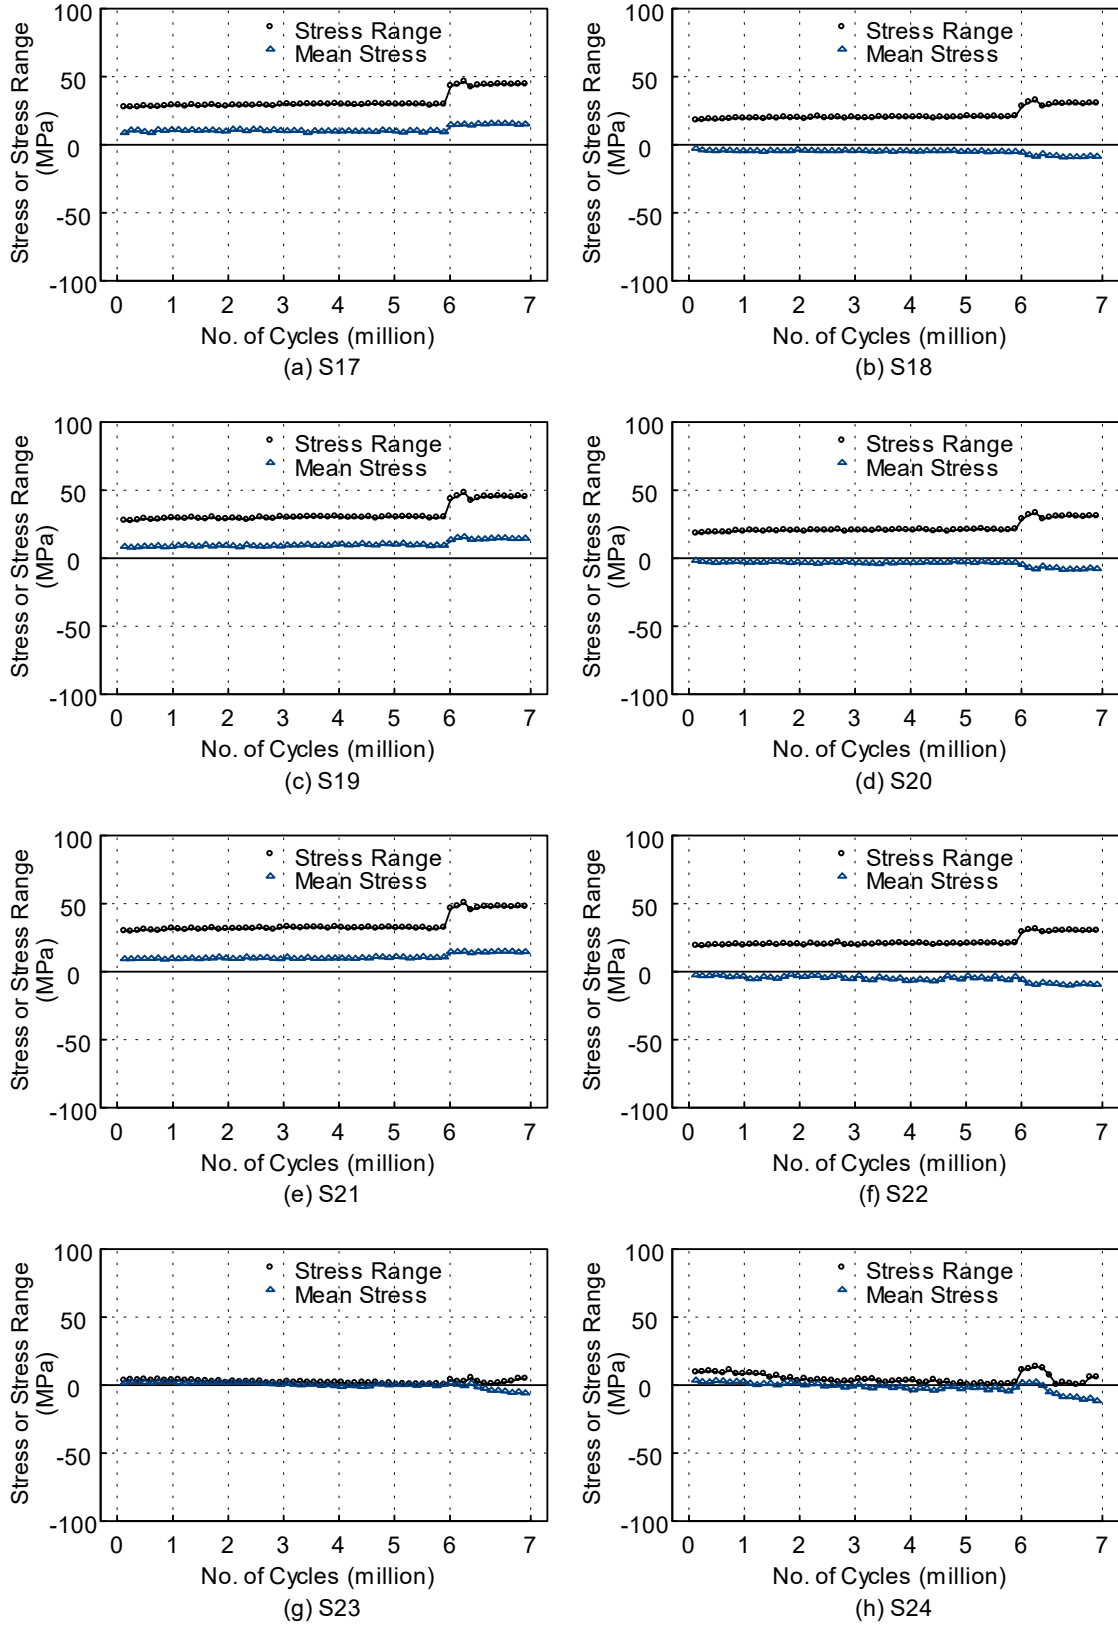 100
50
0
-50
-100
Stress or Stress Range
(MPa)
Stress Range
Mean Stress
0 1 2 3 4 5 6 7
No. of Cycles (million)
(a) S17
100
50
0
-50
-100
Stress or Stress Range
(MPa)
Stress Range
Mean Stress
0 1 2 3 4 5 6 7
No. of Cycles (million)
(b) S18
100
50
0
-50
-100
Stress or Stress Range
(MPa)
Stress Range
Mean Stress
0 1 2 3 4 5 6 7
No. of Cycles (million)
(c) S19
100
50
0
-50
-100
Stress or Stress Range
(MPa)
Stress Range
Mean Stress
0 1 2 3 4 5 6 7
No. of Cycles (million)
(d) S20
100
50
0
-50
-100
Stress or Stress Range
(MPa)
Stress Range
Mean Stress
0 1 2 3 4 5 6 7
No. of Cycles (million)
(e) S21
100
50
0
-50
-100
Stress or Stress Range
(MPa)
Stress Range
Mean Stress
0 1 2 3 4 5 6 7
No. of Cycles (million)
(f) S22
100
50
0
-50
-100
Stress or Stress Range
(MPa)
Stress Range
Mean Stress
0 1 2 3 4 5 6 7
No. of Cycles (million)
(g) S23
100
50
0
-50
-100
Stress or Stress Range
(MPa)
Stress Range
Mean Stress
0 1 2 3 4 5 6 7
No. of Cycles (million)
(h) S24